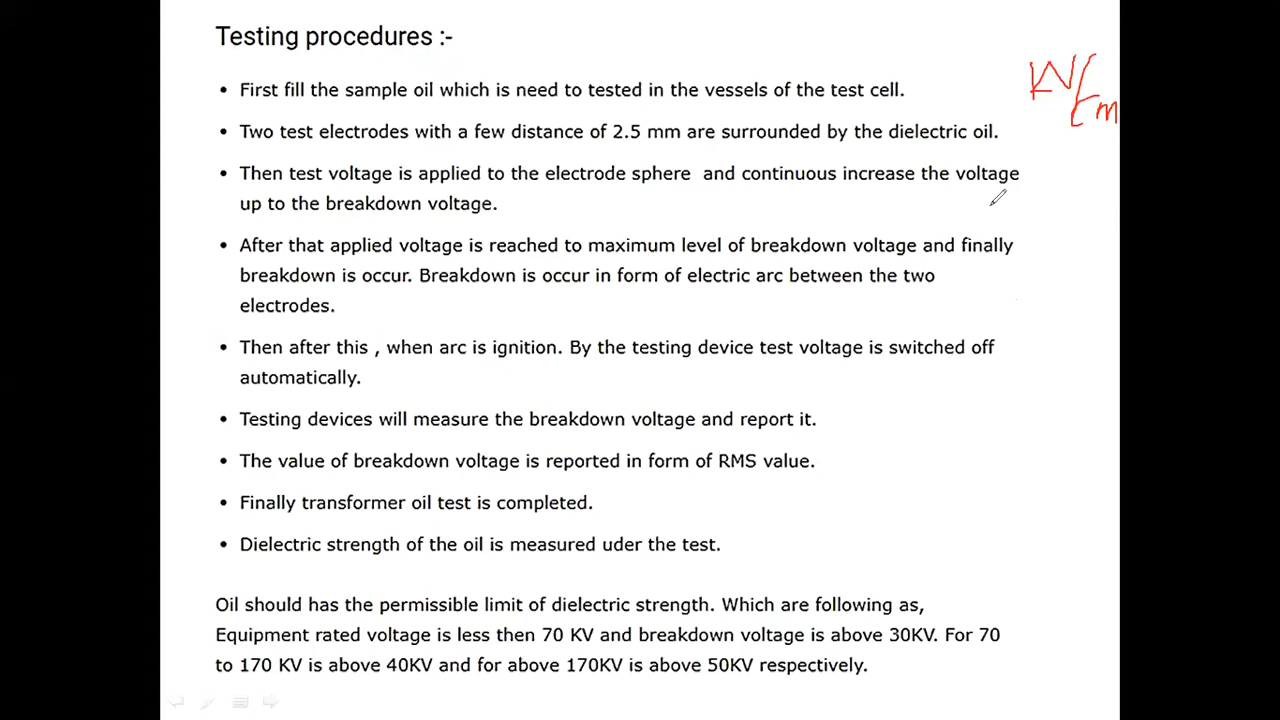 Testing procedures :-
KV/cm
• First fill the sample oil which is need to tested in the vessels of the test cell.
• Two test electrodes with a few distance of 2.5 mm are surrounded by the dielectric oil.
• Then test voltage is applied to the electrode sphere and continuous increase the voltage
up to the breakdown voltage.
• After that applied voltage is reached to maximum level of breakdown voltage and finally
breakdown is occur. Breakdown is occur in form of electric arc between the two
electrodes.
• Then after this , when arc is ignition. By the testing device test voltage is switched off
automatically.
• Testing devices will measure the breakdown voltage and report it.
• The value of breakdown voltage is reported in form of RMS value.
• Finally transformer oil test is completed.
• Dielectric strength of the oil is measured uder the test.
Oil should has the permissible limit of dielectric strength. Which are following as,
Equipment rated voltage is less then 70 KV and breakdown voltage is above 30KV. For 70
to 170 KV is above 40KV and for above 170KV is above 50KV respectively.